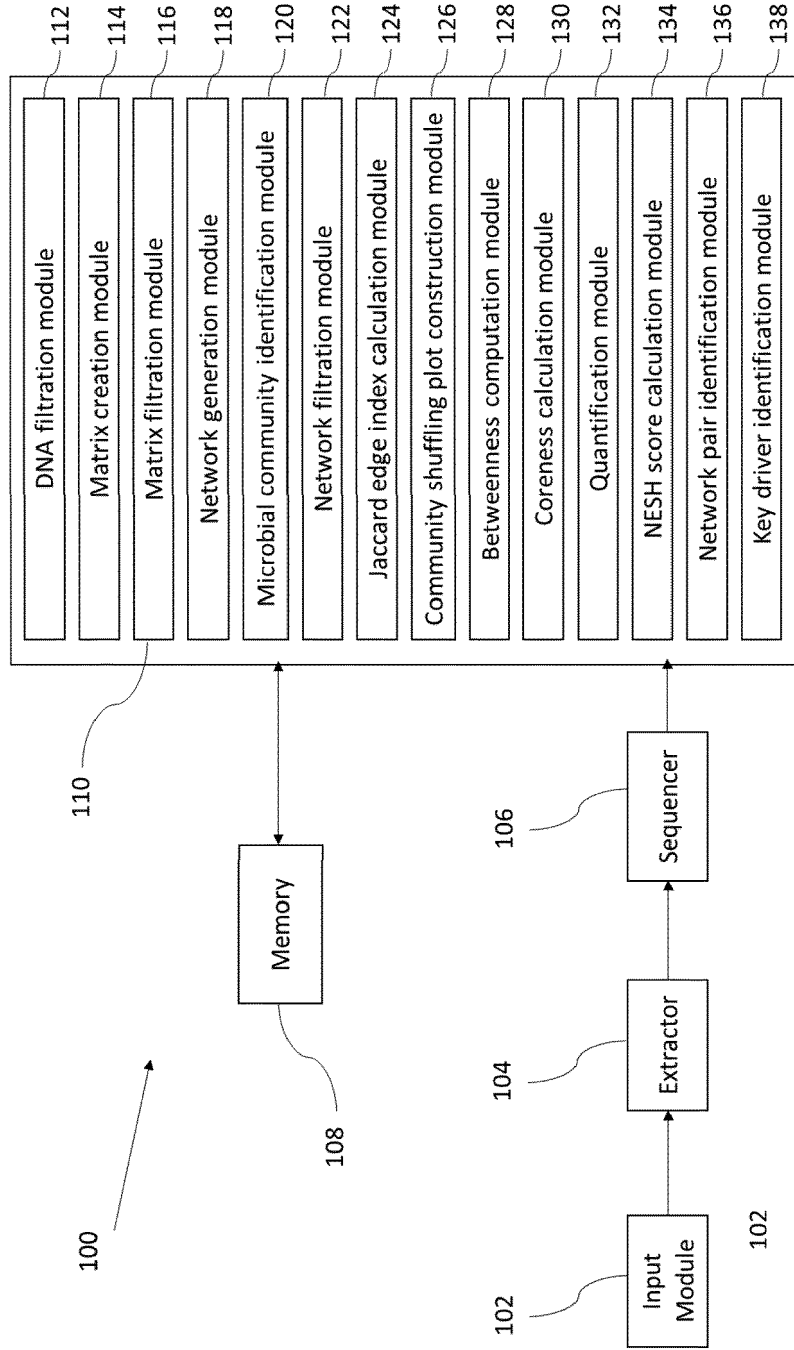 100
102
Input
Module
102
104
Extractor
106
Sequencer
108
Memory
110
DNA filtration module
112
Matrix creation module
114
Matrix filtration module
116
Network generation module
118
Microbial community identification module
120
Network filtration module
122
Jaccard edge index calculation module
124
Community shuffling plot construction module
126
Betweenness computation module
128
Coreness calculation module
130
Quantification module
132
NESH score calculation module
134
Network pair identification module
136
Key driver identification module
138